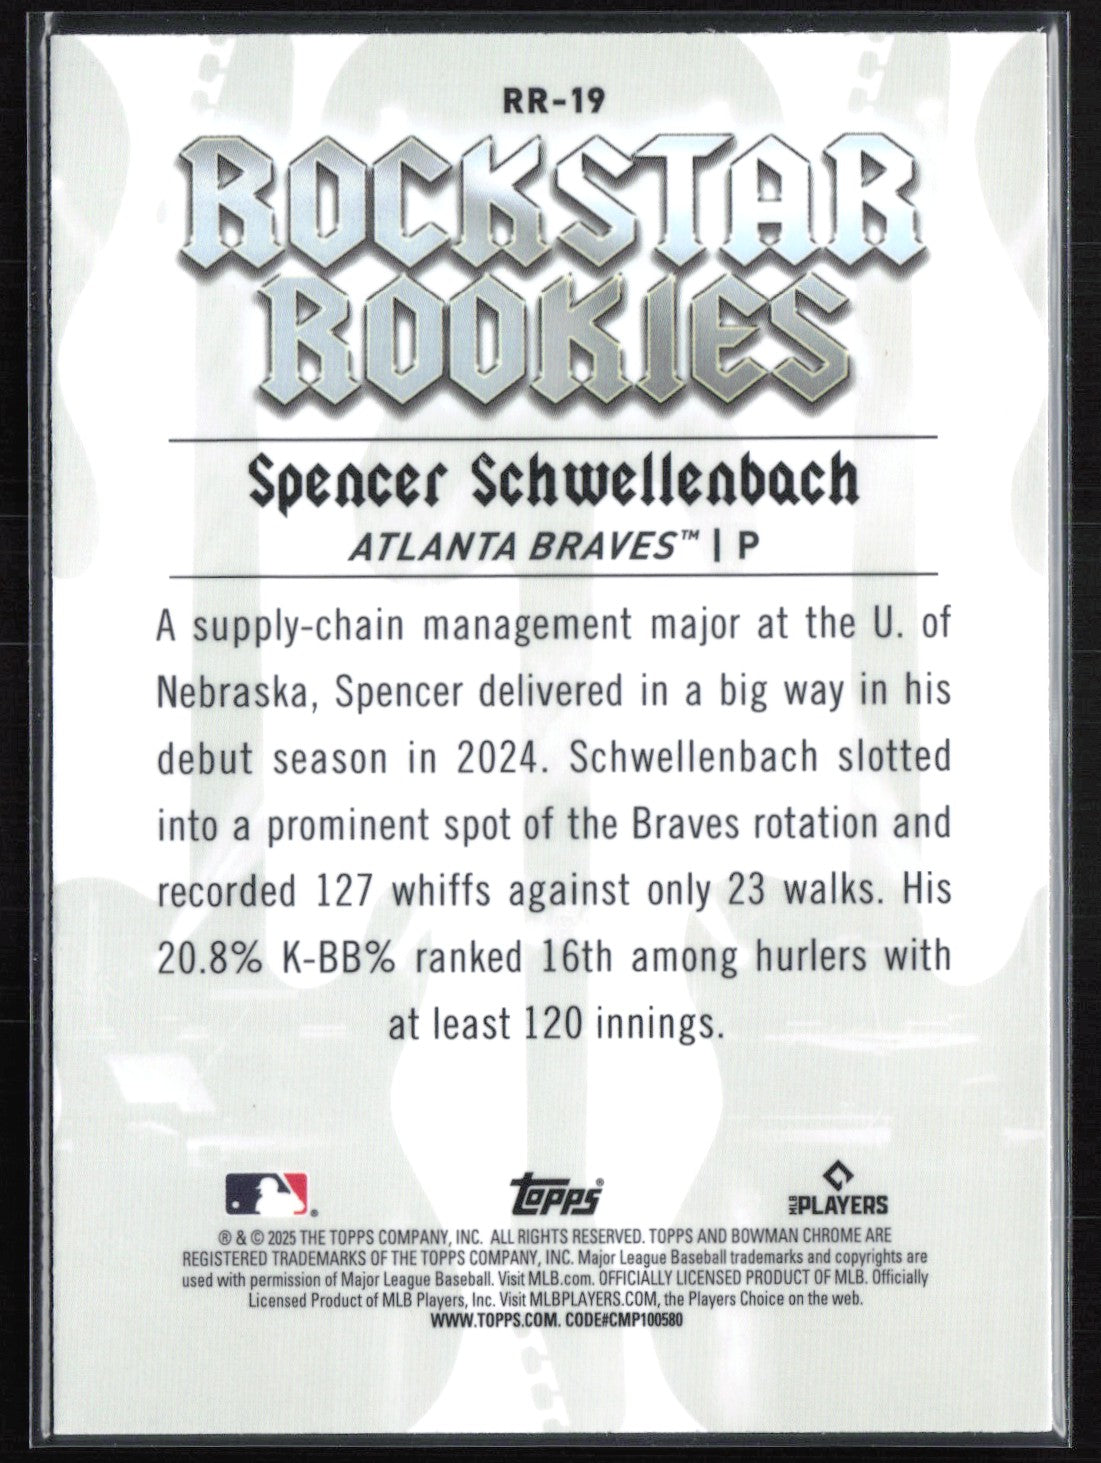 RR-19
ROCKSTAR
ROOKIES
Spencer Schwellenbach
ATLANTA BRAVES™ | P
A supply-chain management major at the U. of
Nebraska, Spencer delivered in a big way in his
debut season in 2024. Schwellenbach slotted
into a prominent spot of the Braves rotation and
recorded 127 whiffs against only 23 walks. His
20.8% K-BB% ranked 16th among hurlers with
at least 120 innings.
topps®
MLB PLAYERS
® & © 2025 THE TOPPS COMPANY, INC. ALL RIGHTS RESERVED. TOPPS AND BOWMAN CHROME ARE
REGISTERED TRADEMARKS OF THE TOPPS COMPANY, INC. Major League Baseball trademarks and copyrights are
used with permission of Major League Baseball. Visit MLB.com. OFFICIALLY LICENSED PRODUCT OF MLB. Officially
Licensed Product of MLB Players, Inc. Visit MLBPLAYERS.COM, the Players Choice on the web.
WWW.TOPPS.COM. CODE#CMP100580